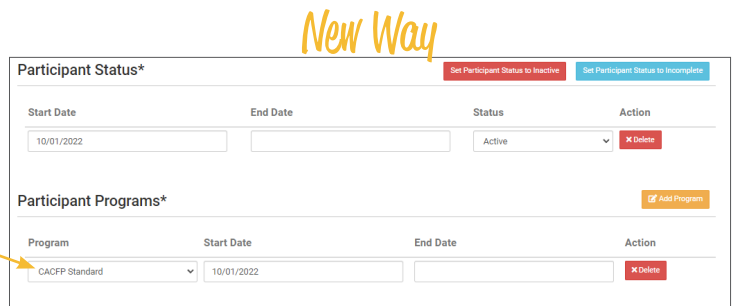 New Way
Participant Status*
Set Participant Status to Inactive
Set Participant Status to Incomplete
Start Date End Date Status Action
10/01/2022 Active Delete
Participant Programs*
Add Program
Program Start Date End Date Action
CACFP Standard 10/01/2022 Delete